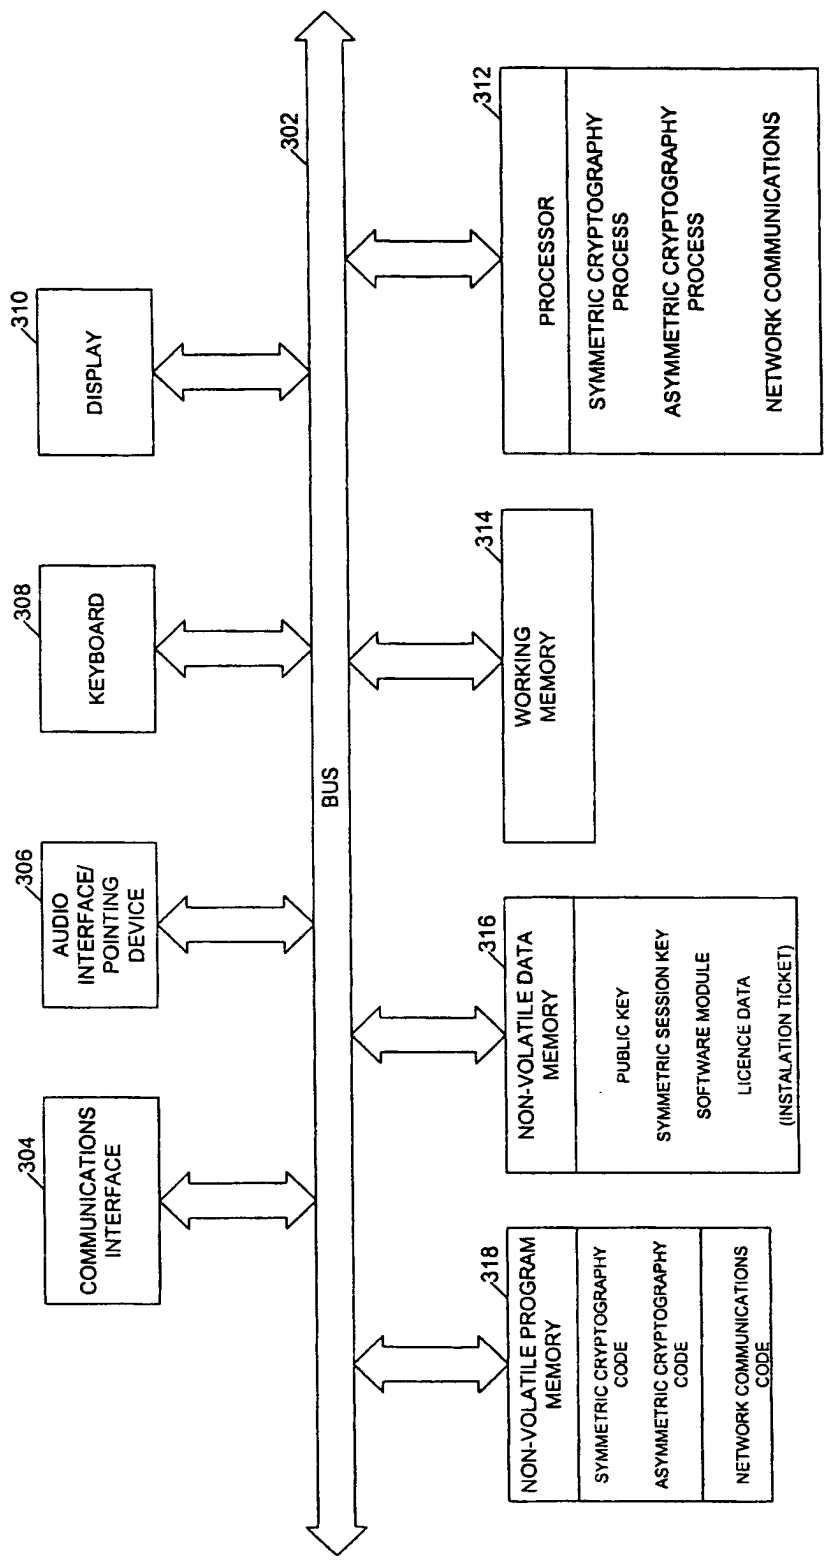 304
COMMUNICATIONS
INTERFACE
306
AUDIO
INTERFACE/
POINTING
DEVICE
308
KEYBOARD
310
DISPLAY
302
BUS
318
NON-VOLATILE PROGRAM
MEMORY
SYMMETRIC CRYPTOGRAPHY
CODE
ASYMMETRIC CRYPTOGRAPHY
CODE
NETWORK COMMUNICATIONS
CODE
316
NON-VOLATILE DATA
MEMORY
PUBLIC KEY
SYMMETRIC SESSION KEY
SOFTWARE MODULE
LICENCE DATA
(INSTALATION TICKET)
314
WORKING
MEMORY
312
PROCESSOR
SYMMETRIC CRYPTOGRAPHY
PROCESS
ASYMMETRIC CRYPTOGRAPHY
PROCESS
NETWORK COMMUNICATIONS